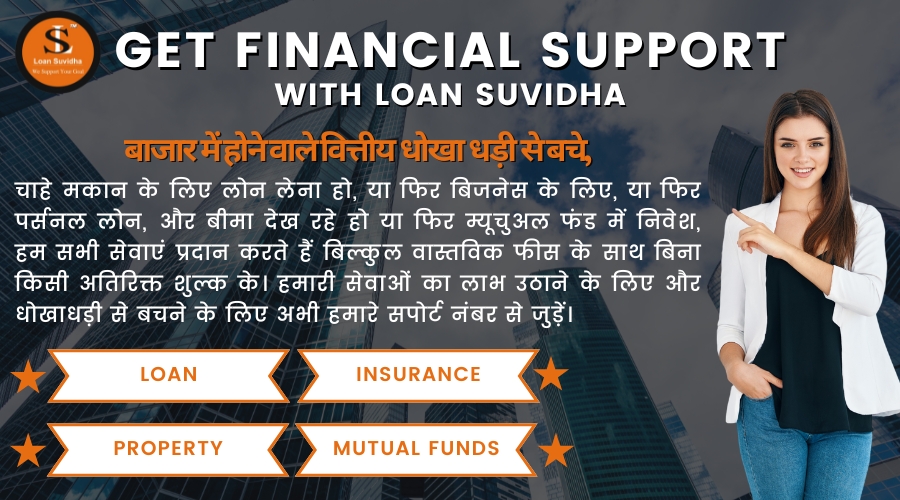 SL
TM
Loan Suvidha
We Support Your Goal
GET FINANCIAL SUPPORT
WITH LOAN SUVIDHA
बाजार में होने वाले वित्तीय धोखा धड़ी से बचे,
चाहे मकान के लिए लोन लेना हो, या फिर बिजनेस के लिए, या फिर
पर्सनल लोन, और बीमा देख रहे हो या फिर म्यूचुअल फंड में निवेश,
हम सभी सेवाएं प्रदान करते हैं बिल्कुल वास्तविक फीस के साथ बिना
किसी अतिरिक्त शुल्क के। हमारी सेवाओं का लाभ उठाने के लिए और
धोखाधड़ी से बचने के लिए अभी हमारे सपोर्ट नंबर से जुड़ें।
LOAN
INSURANCE
PROPERTY
MUTUAL FUNDS